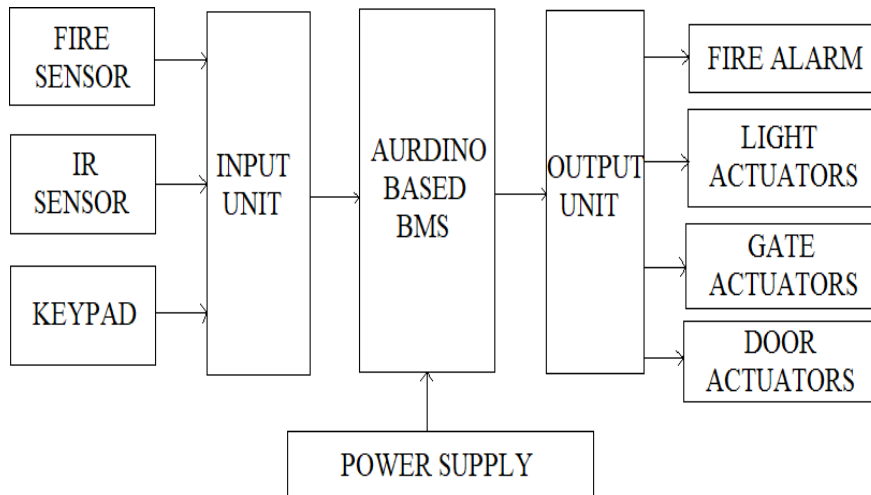 FIRE
SENSOR
IR
SENSOR
KEYPAD
INPUT
UNIT
AURDINO
BASED
BMS
OUTPUT
UNIT
FIRE ALARM
LIGHT
ACTUATORS
GATE
ACTUATORS
DOOR
ACTUATORS
POWER SUPPLY